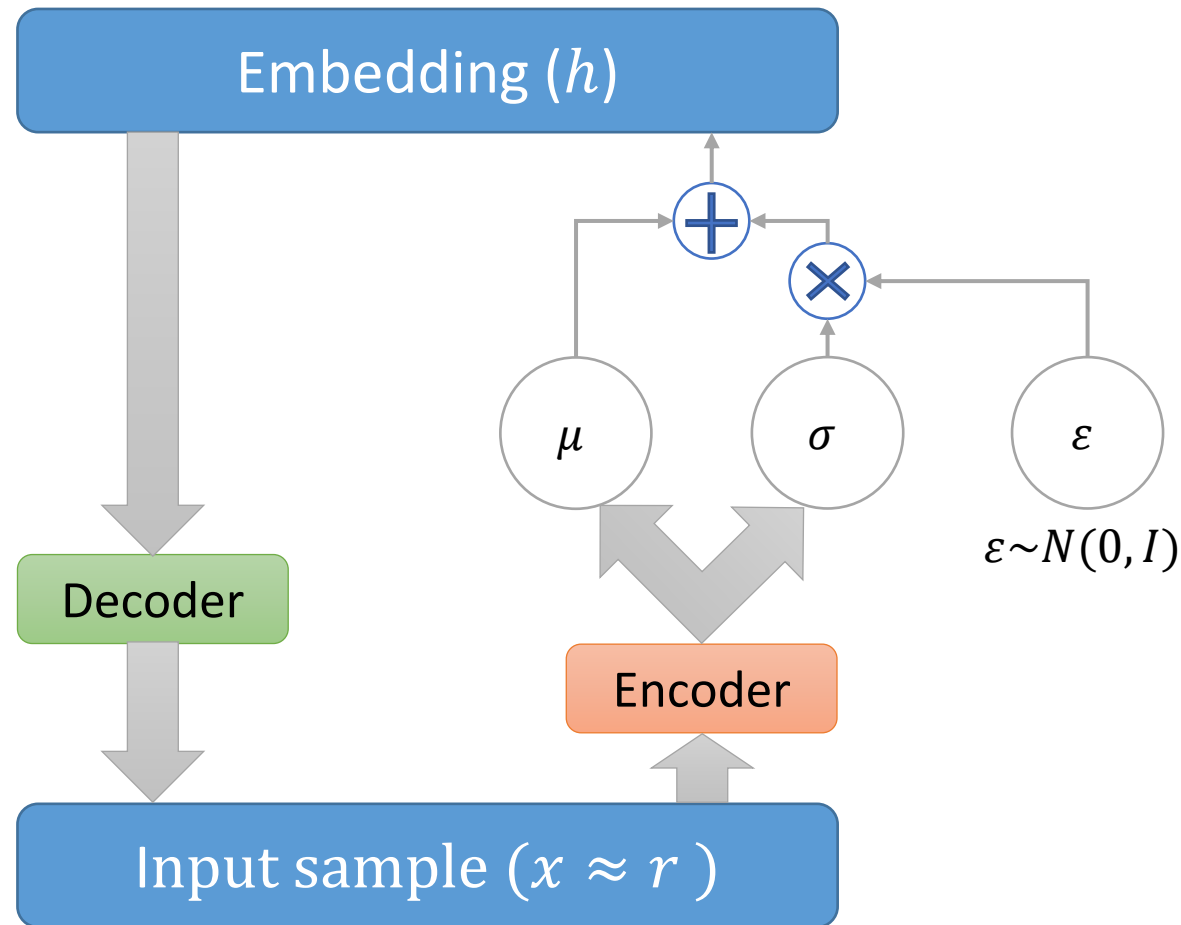 Embedding (h)
μ
σ
ε
ε~N(0, I)
Decoder
Encoder
Input sample (x ≈ r )